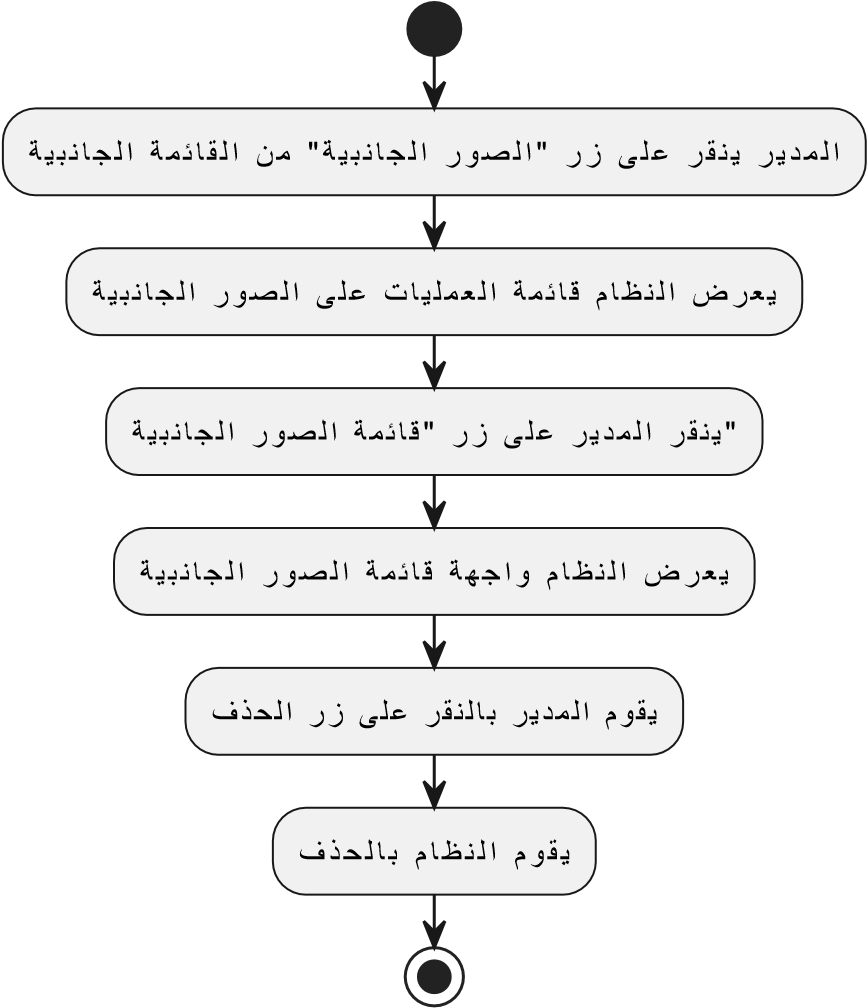 المدير ينقر على زر "الصور الجانبية" من القائمة الجانبية
يعرض النظام قائمة العمليات على الصور الجانبية
"ينقر المدير على زر "قائمة الصور الجانبية
يعرض النظام واجهة قائمة الصور الجانبية
يقوم المدير بالنقر على زر الحذف
يقوم النظام بالحذف